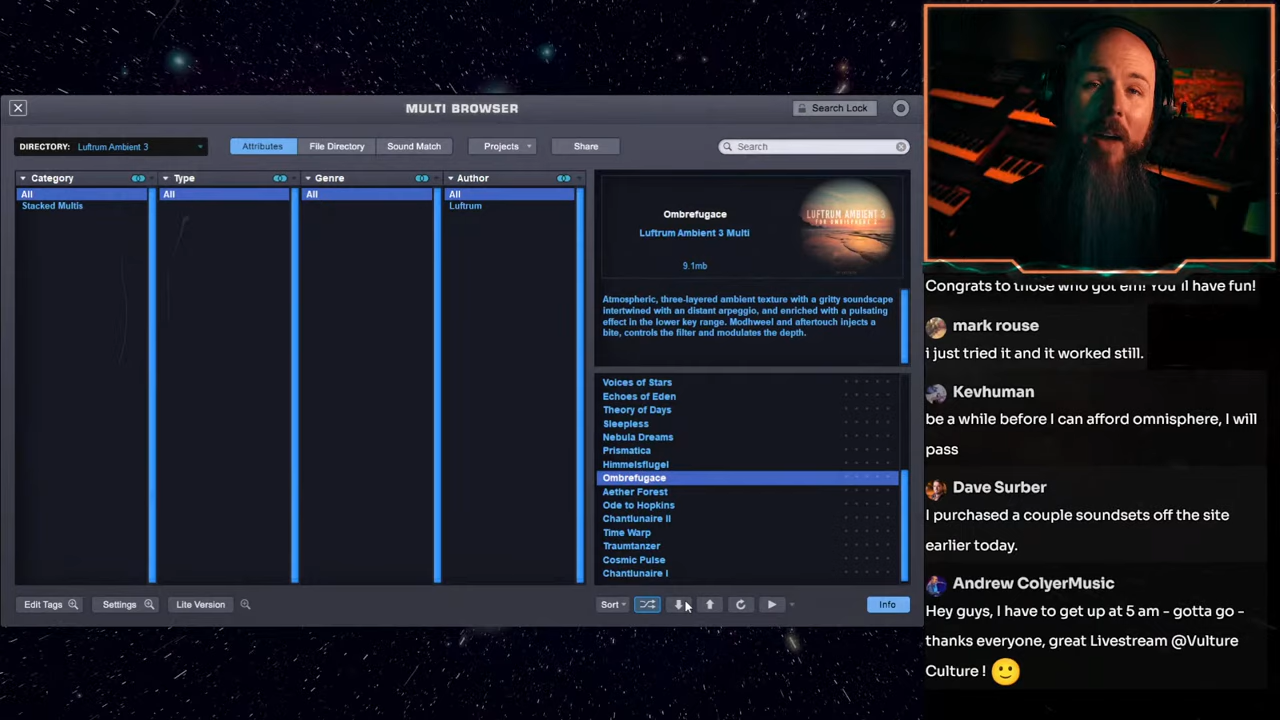 MULTI BROWSER
Search Lock
DIRECTORY: Luftrum Ambient 3
Attributes
File Directory
Sound Match
Projects
Share
Search
Category
Type
Genre
Author
All
All
All
All
Stacked Multis
Luftrum
Ombrefugace
Luftrum Ambient 3 Multi
9.1mb
LUFTRUM AMBIENT 3
FOR OMNISPHERE 2
Atmospheric, three-layered ambient texture with a gritty soundscape
intertwined with an distant arpeggio, and enriched with a pulsating
effect in the lower key range. Modhweel and aftertouch injects a
bite, controls the filter and modulates the depth.
Voices of Stars
Echoes of Eden
Theory of Days
Sleepless
Nebula Dreams
Prismatica
Himmelsflugel
Ombrefugace
Aether Forest
Ode to Hopkins
Chantlunaire II
Time Warp
Traumtanzer
Cosmic Pulse
Chantlunaire I
Edit Tags
Settings
Lite Version
Sort
Info
Congrats to those who got em! You'll have fun!
mark rouse
i just tried it and it worked still.
Kevhuman
be a while before I can afford omnisphere, I will
pass
Dave Surber
I purchased a couple soundsets off the site
earlier today.
Andrew ColyerMusic
Hey guys, I have to get up at 5 am - gotta go -
thanks everyone, great Livestream @Vulture
Culture ! 🙂